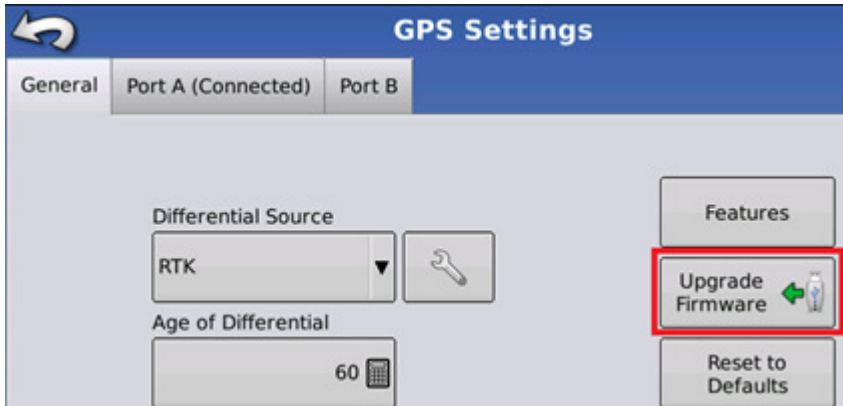 GPS Settings
General
Port A (Connected)
Port B
Differential Source
RTK
Age of Differential
60
Features
Upgrade
Firmware
Reset to
Defaults